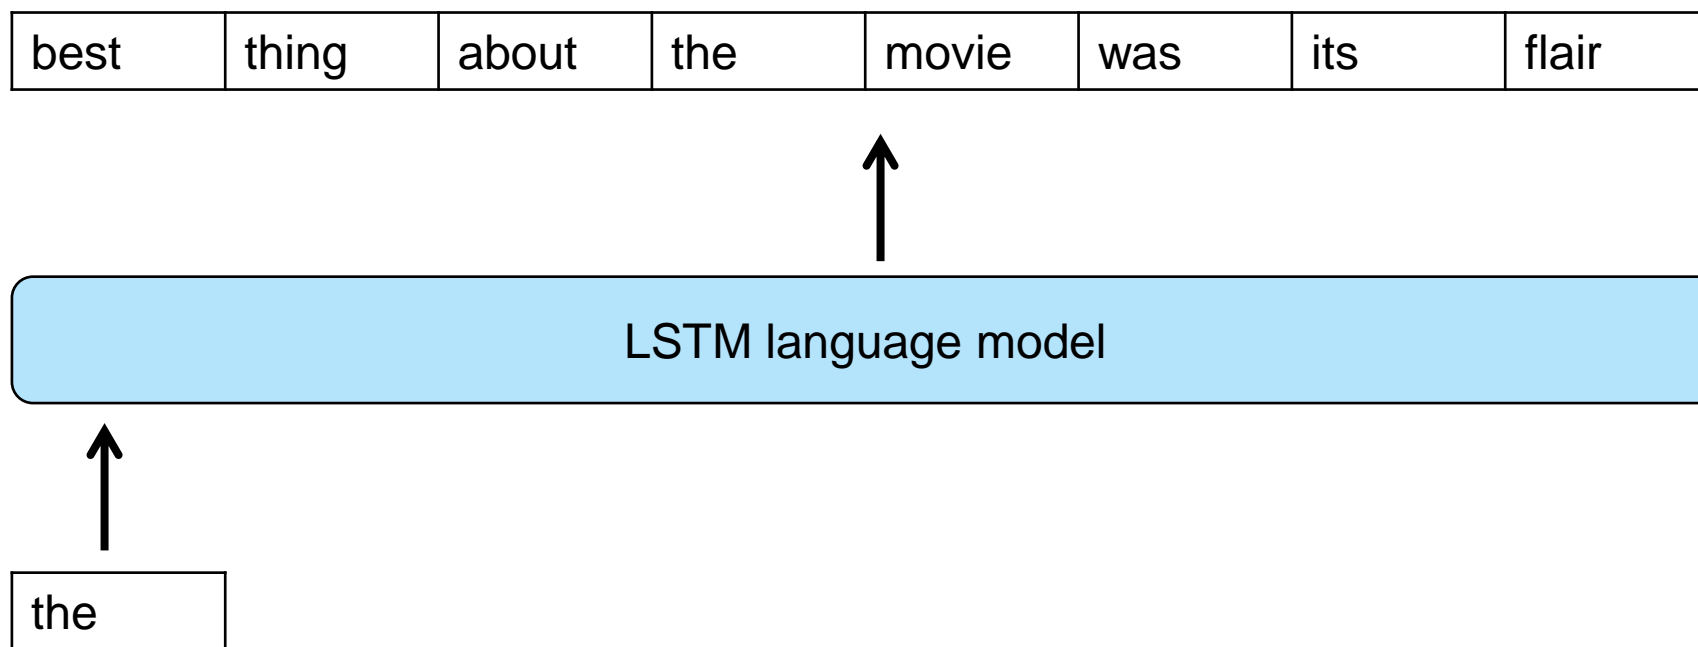 best thing about the movie was its flair
LSTM language model
the